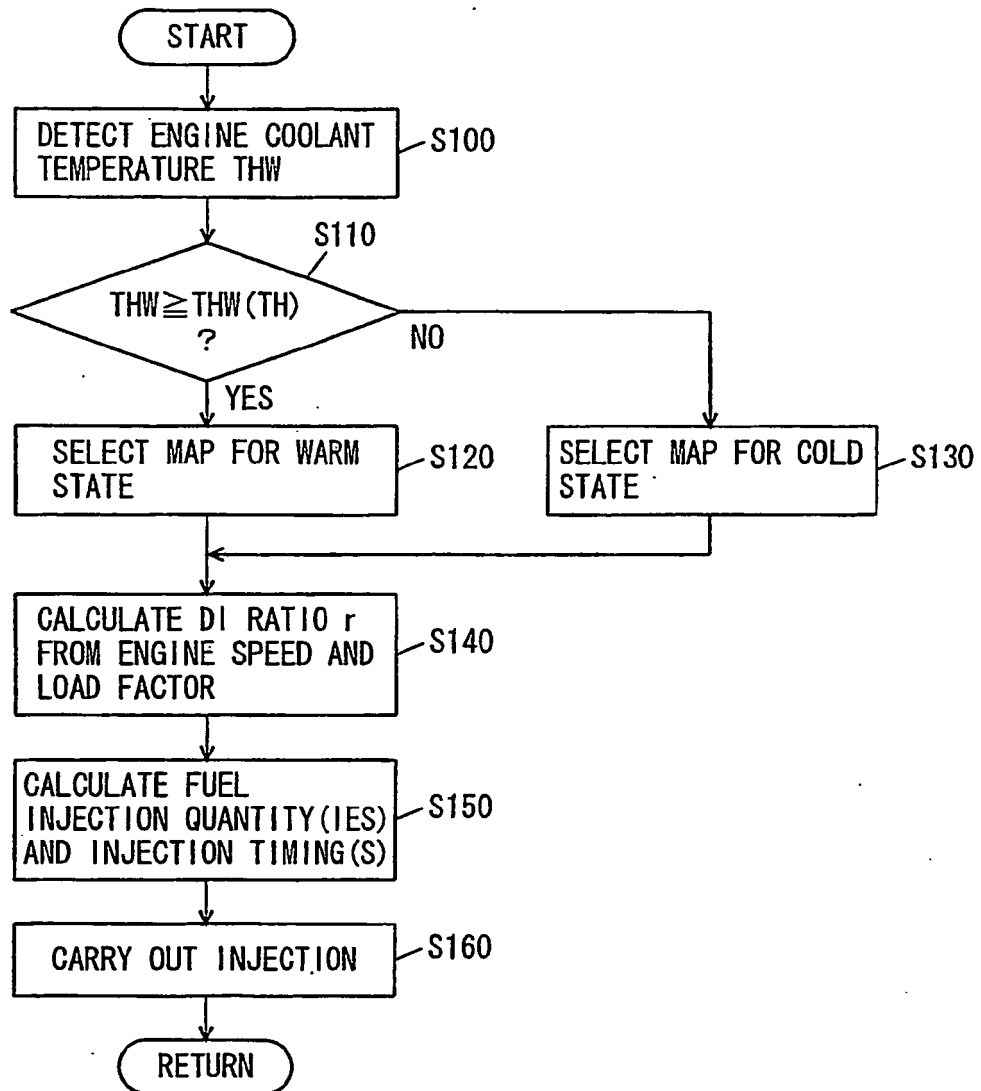 START
DETECT ENGINE COOLANT
TEMPERATURE THW
S100
S110
THW≧THW(TH)
?
NO
YES
SELECT MAP FOR WARM
STATE
S120
SELECT MAP FOR COLD
STATE
S130
CALCULATE DI RATIO r
FROM ENGINE SPEED AND
LOAD FACTOR
S140
CALCULATE FUEL
INJECTION QUANTITY(IES)
AND INJECTION TIMING(S)
S150
CARRY OUT INJECTION
S160
RETURN